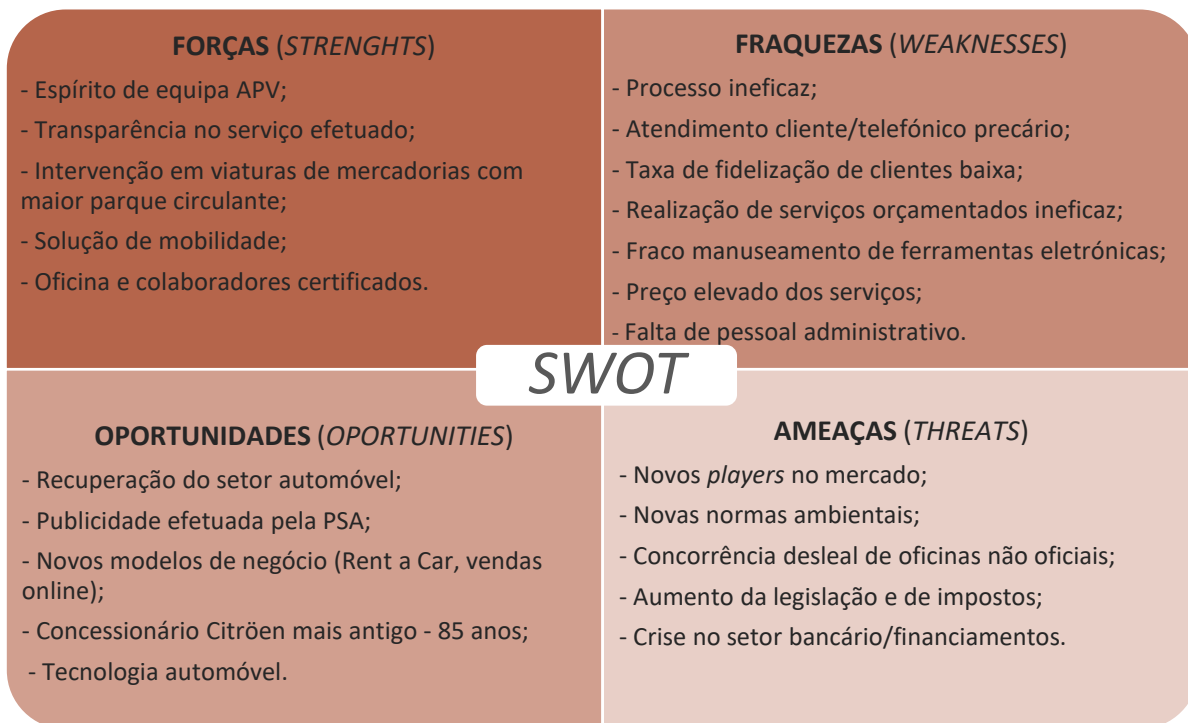 FORÇAS (STRENGHTS)
- Espírito de equipa APV;
- Transparência no serviço efetuado;
- Intervenção em viaturas de mercadorias com
maior parque circulante;
- Solução de mobilidade;
- Oficina e colaboradores certificados.
FRAQUEZAS (WEAKNESSES)
- Processo ineficaz;
- Atendimento cliente/telefónico precário;
- Taxa de fidelização de clientes baixa;
- Realização de serviços orçamentados ineficaz;
- Fraco manuseamento de ferramentas eletrónicas;
- Preço elevado dos serviços;
- Falta de pessoal administrativo.
SWOT
OPORTUNIDADES (OPORTUNITIES)
- Recuperação do setor automóvel;
- Publicidade efetuada pela PSA;
- Novos modelos de negócio (Rent a Car, vendas
online);
- Concessionário Citröen mais antigo - 85 anos;
- Tecnologia automóvel.
AMEAÇAS (THREATS)
- Novos players no mercado;
- Novas normas ambientais;
- Concorrência desleal de oficinas não oficiais;
- Aumento da legislação e de impostos;
- Crise no setor bancário/financiamentos.